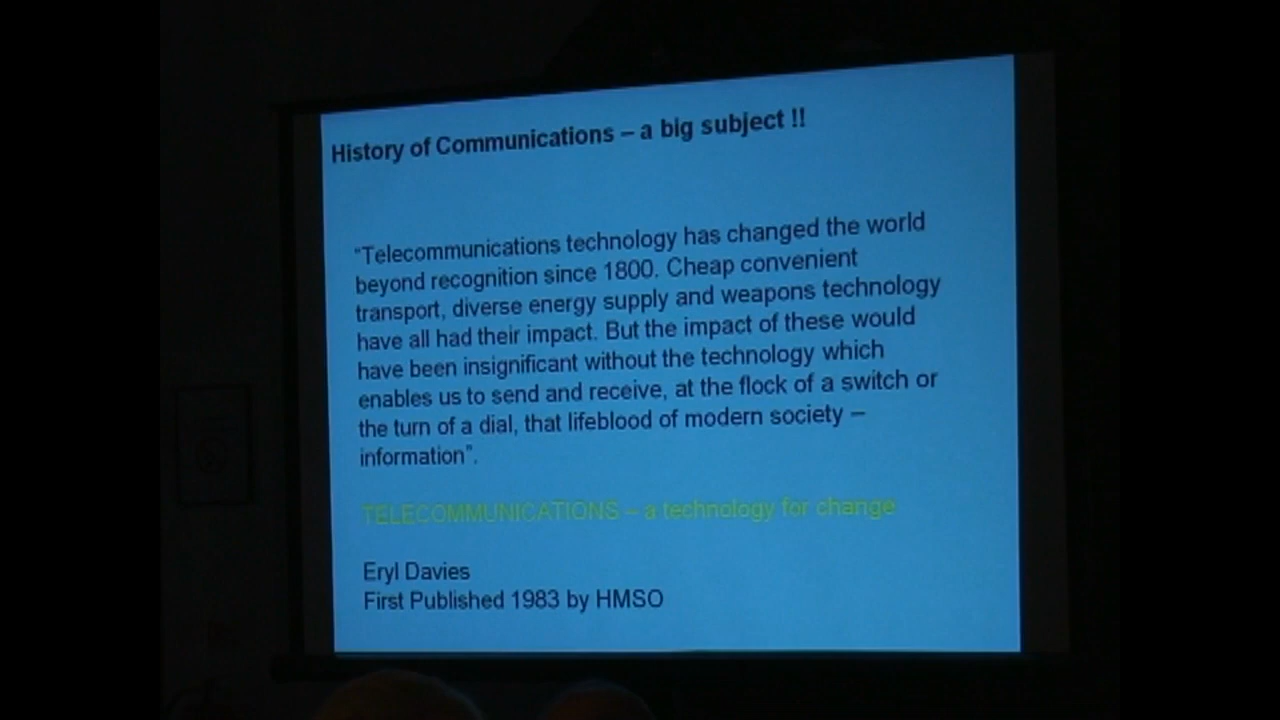 History of Communications – a big subject !!
“Telecommunications technology has changed the world
beyond recognition since 1800. Cheap convenient
transport, diverse energy supply and weapons technology
have all had their impact. But the impact of these would
have been insignificant without the technology which
enables us to send and receive, at the flock of a switch or
the turn of a dial, that lifeblood of modern society –
information”.
TELECOMMUNICATIONS – a technology for change
Eryl Davies
First Published 1983 by HMSO